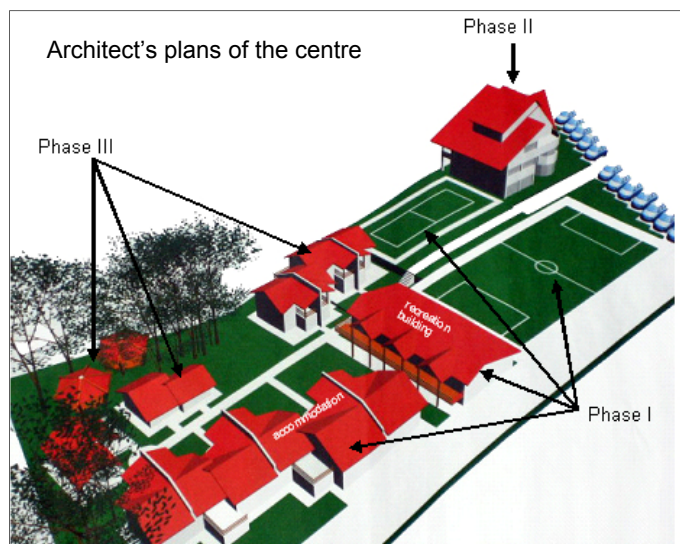 Phase II
Architect's plans of the centre
Phase III
recreation
building
accommodation
Phase I